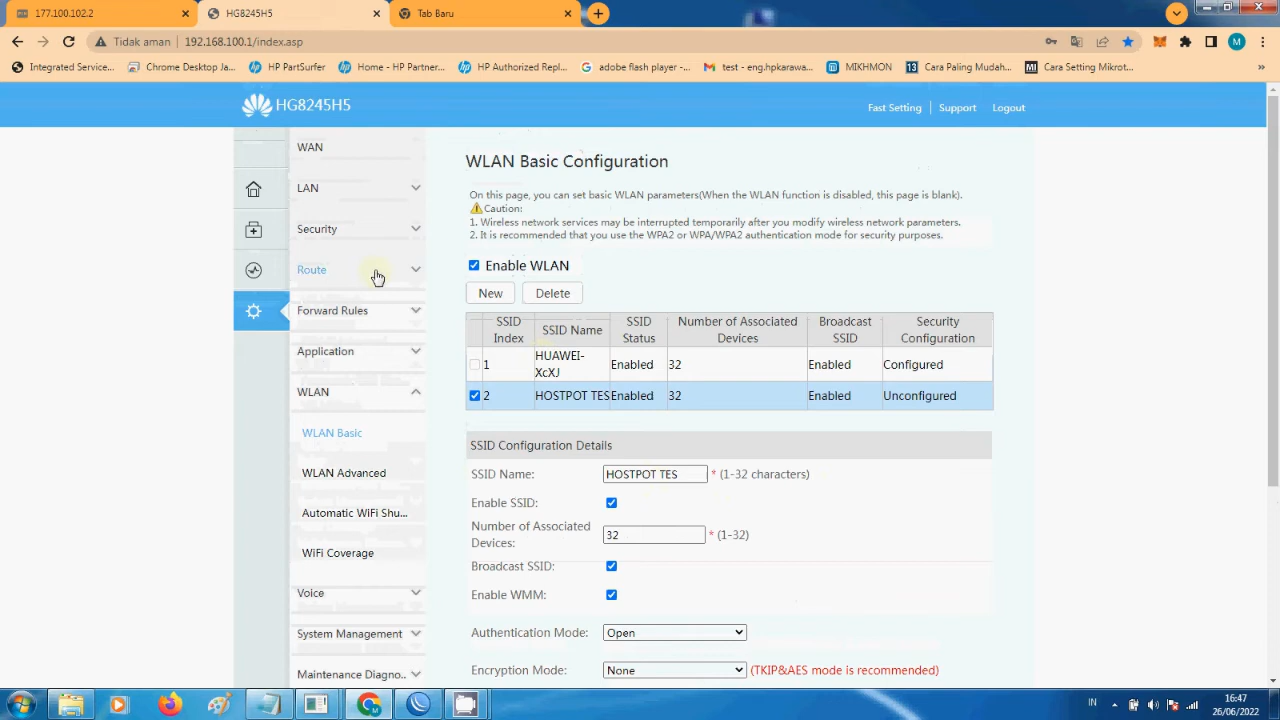 177.100.102.2
HG8245H5
Tab Baru
Tidak aman
192.168.100.1/index.asp
M
Integrated Service...
Chrome Desktop Ja...
HP PartSurfer
Home - HP Partner...
HP Authorized Repl...
adobe flash player -...
test - eng.hpkarawa...
MIKHMON
13 Cara Paling Mudah...
Cara Setting Mikrot...
»
HG8245H5
Fast Setting
Support
Logout
WAN
LAN
Security
Route
Forward Rules
Application
WLAN
WLAN Basic
WLAN Advanced
Automatic WiFi Shu...
WiFi Coverage
Voice
System Management
Maintenance Diagno...
WLAN Basic Configuration
On this page, you can set basic WLAN parameters(When the WLAN function is disabled, this page is blank).
Caution:
1. Wireless network services may be interrupted temporarily after you modify wireless network parameters.
2. It is recommended that you use the WPA2 or WPA/WPA2 authentication mode for security purposes.
Enable WLAN
New
Delete
SSID Index
SSID Name
SSID Status
Number of Associated Devices
Broadcast SSID
Security Configuration
1 HUAWEI-XcXJ Enabled 32 Enabled Configured
2 HOSTPOT TES Enabled 32 Enabled Unconfigured
SSID Configuration Details
SSID Name: HOSTPOT TES * (1-32 characters)
Enable SSID:
Number of Associated Devices: 32 * (1-32)
Broadcast SSID:
Enable WMM:
Authentication Mode: Open
Encryption Mode: None (TKIP&AES mode is recommended)
IN
16:47
26/06/2022